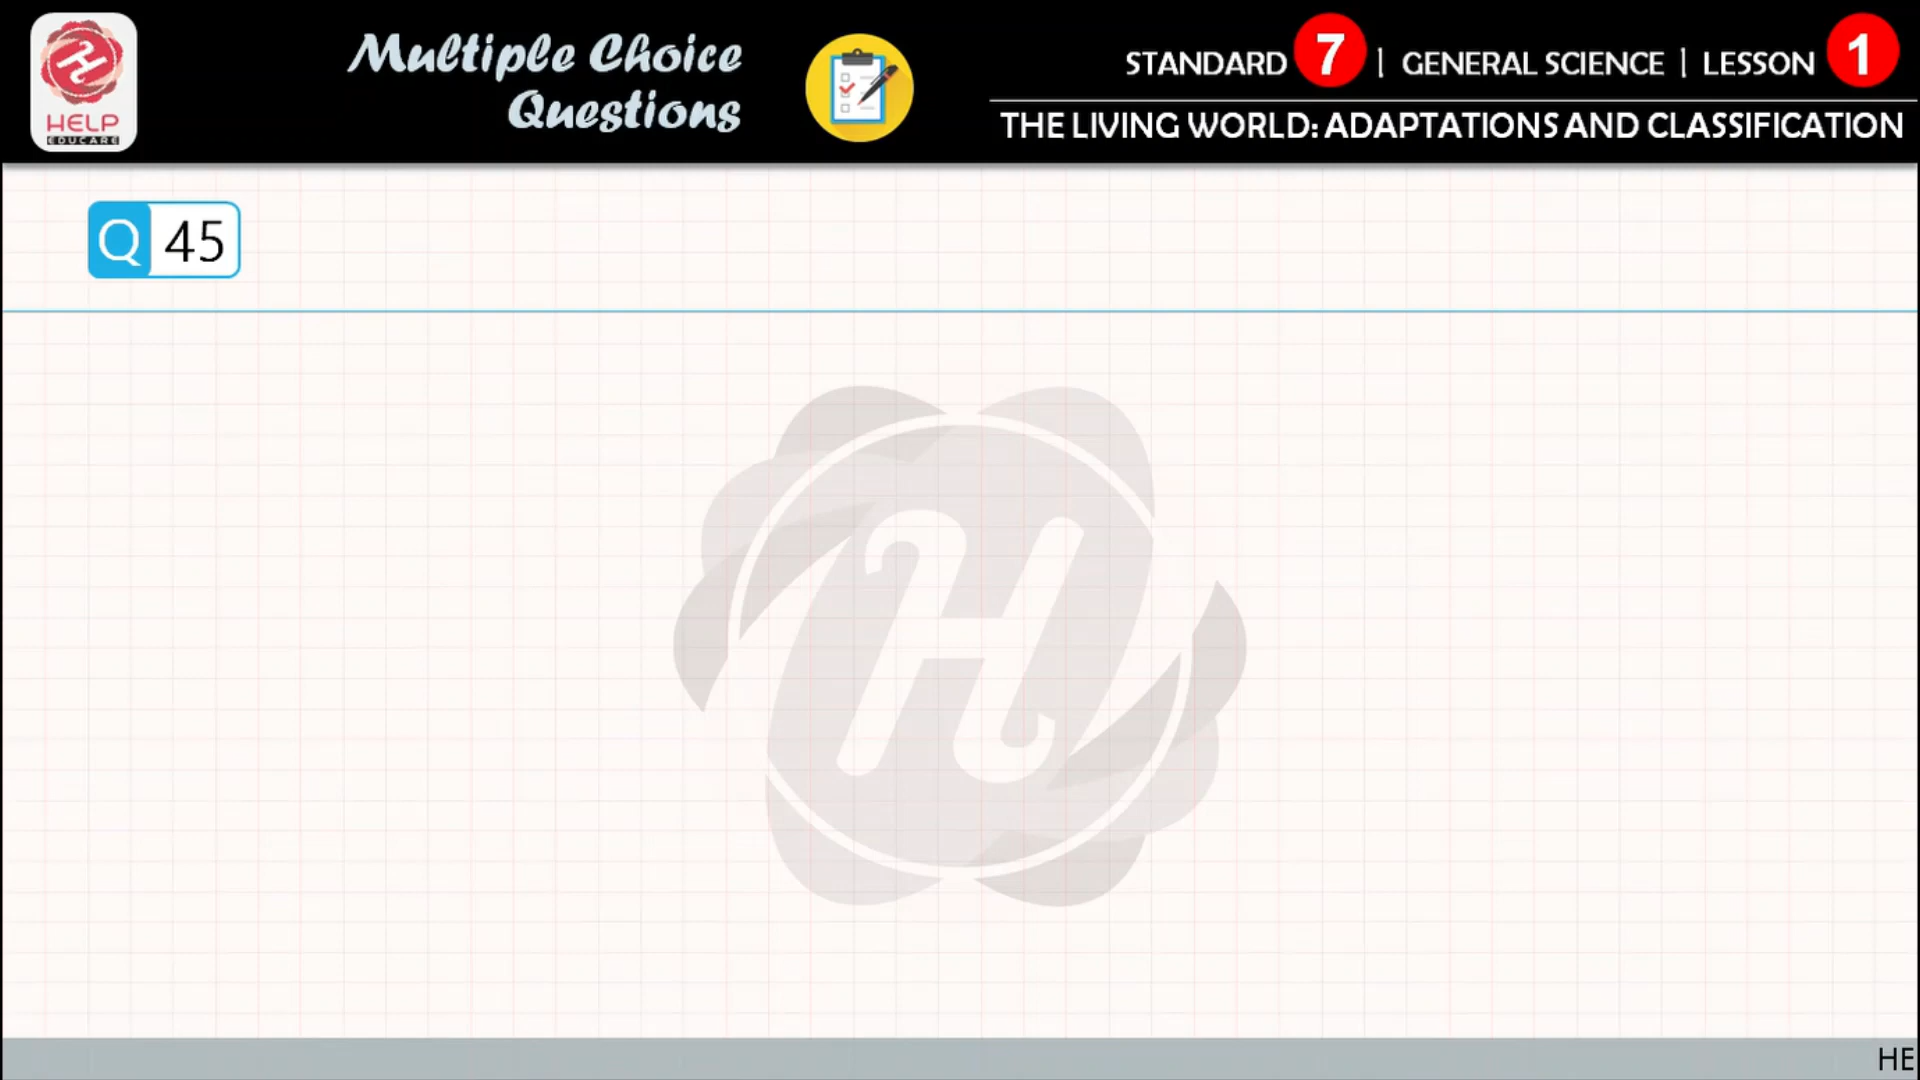 HELP
EDUCARE
Multiple Choice
Questions
STANDARD 7 | GENERAL SCIENCE | LESSON 1
THE LIVING WORLD: ADAPTATIONS AND CLASSIFICATION
Q 45
HE